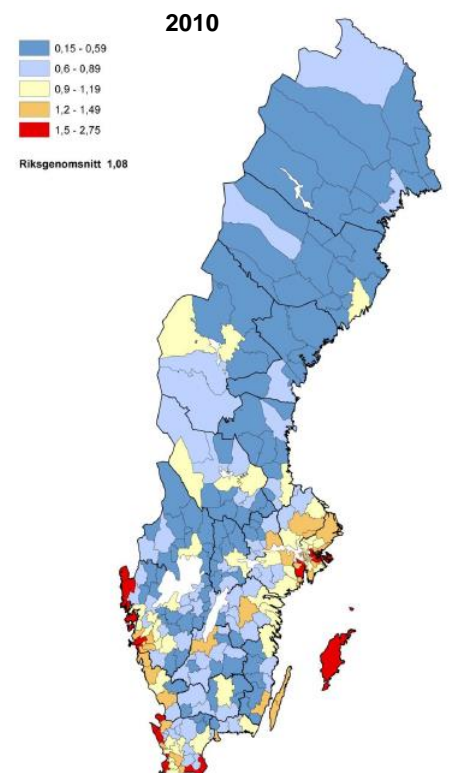 2010
0,15 - 0,59
0,6 - 0,89
0,9 - 1,19
1,2 - 1,49
1,5 - 2,75
Riksgenomsnitt 1,08